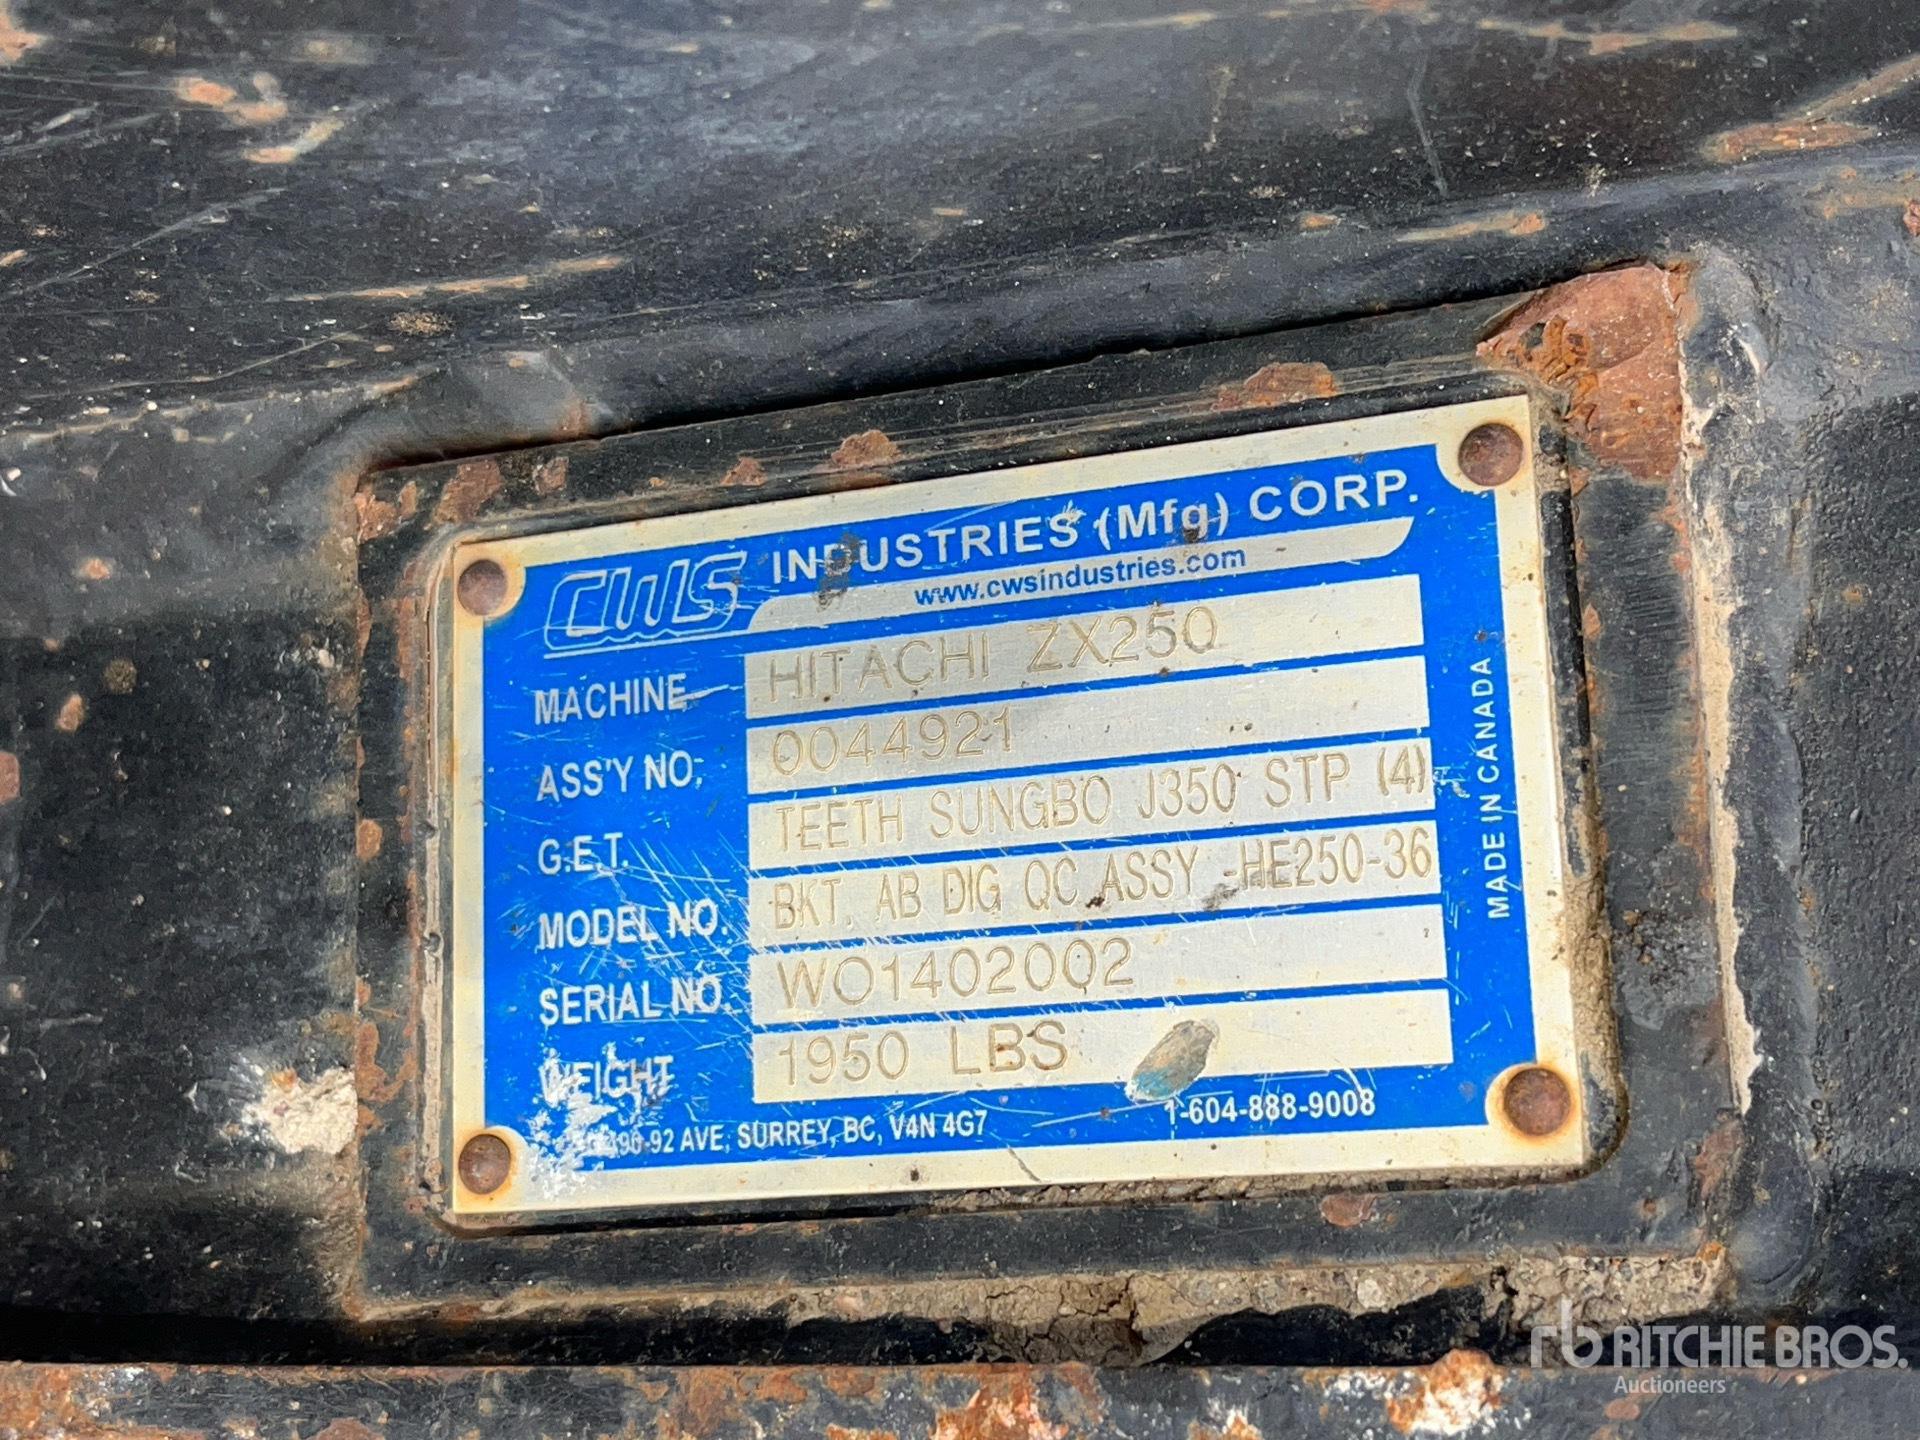 CWS INDUSTRIES (Mfg) CORP.
www.cwsindustries.com
MACHINE HITACHI ZX250
ASS'Y NO. 0044921
G.E.T. TEETH SUNGBO J350 STP (4)
MODEL NO. BKT, AB DIG QC ASSY -HE250-36
SERIAL NO. WO1402002
WEIGHT 1950 LBS
92 AVE, SURREY, BC, V4N 4G7 1-604-888-9008
MADE IN CANADA
rb RITCHIE BROS.
Auctioneers